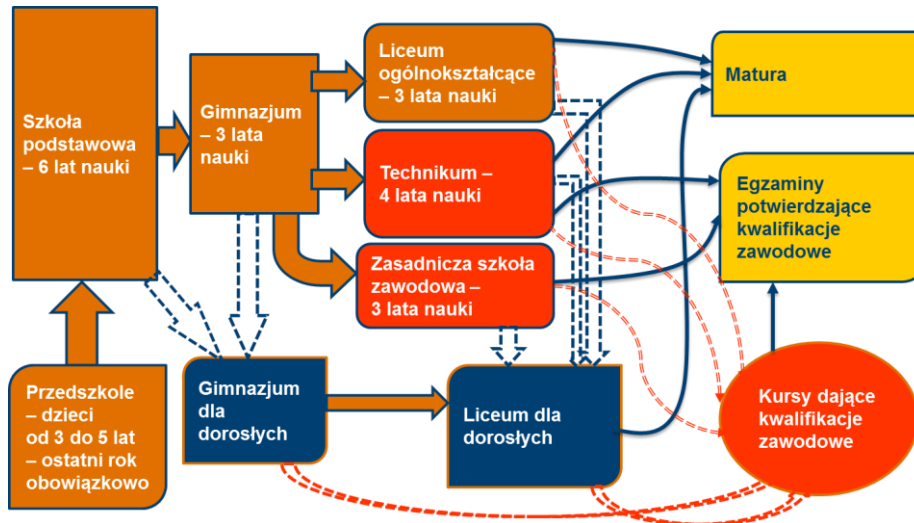 Szkoła
podstawowa
– 6 lat nauki
Gimnazjum
– 3 lata
nauki
Liceum
ogólnokształcące
– 3 lata nauki
Technikum –
4 lata nauki
Zasadnicza szkoła
zawodowa –
3 lata nauki
Matura
Egzaminy
potwierdzające
kwalifikacje
zawodowe
Przedszkole
– dzieci
od 3 do 5 lat
– ostatni rok
obowiązkowo
Gimnazjum
dla
dorosłych
Liceum dla
dorosłych
Kursy dające
kwalifikacje
zawodowe